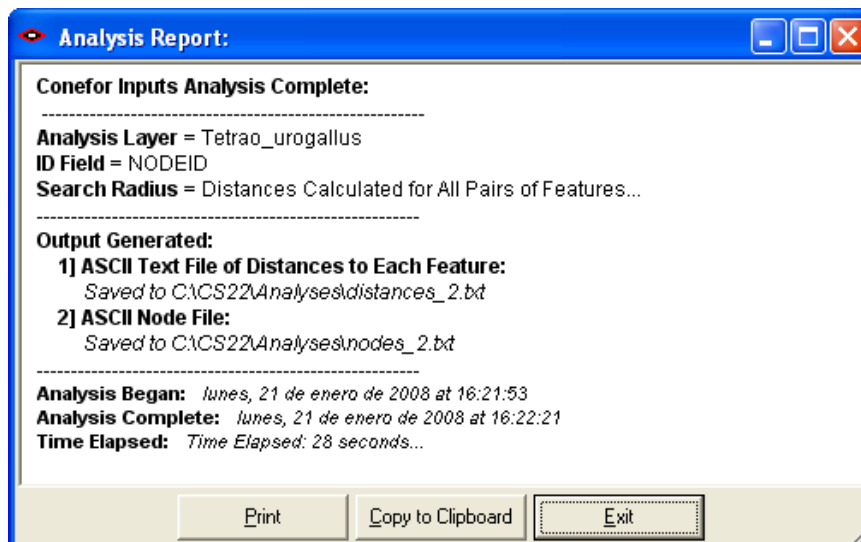 Analysis Report:
Conefor Inputs Analysis Complete:
--------------------------------------------------------
Analysis Layer = Tetrao_urogallus
ID Field = NODEID
Search Radius = Distances Calculated for All Pairs of Features...
--------------------------------------------------------
Output Generated:
1] ASCII Text File of Distances to Each Feature:
Saved to C:\CS22\Analyses\distances_2.txt
2] ASCII Node File:
Saved to C:\CS22\Analyses\nodes_2.txt
--------------------------------------------------------
Analysis Began: lunes, 21 de enero de 2008 at 16:21:53
Analysis Complete: lunes, 21 de enero de 2008 at 16:22:21
Time Elapsed: Time Elapsed: 28 seconds...
Print Copy to Clipboard Exit